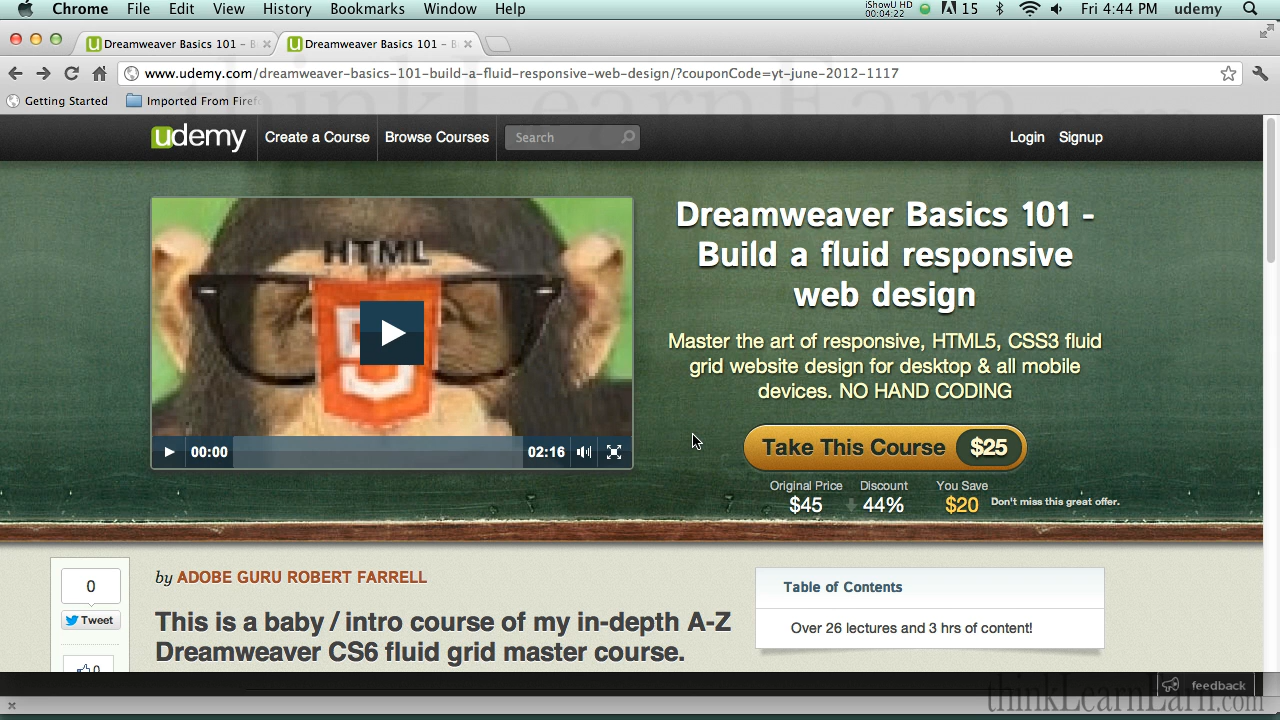 Chrome File Edit View History Bookmarks Window Help
iShowU HD
00:04:22
15
Fri 4:44 PM udemy
Dreamweaver Basics 101 - B
Dreamweaver Basics 101 - B
www.udemy.com/dreamweaver-basics-101-build-a-fluid-responsive-web-design/?couponCode=yt-june-2012-1117
Getting Started Imported From Firef
thinkLearnEarn.com
udemy Create a Course Browse Courses Search Login Signup
HTML
5
00:00 02:16
Dreamweaver Basics 101 -
Build a fluid responsive
web design
Master the art of responsive, HTML5, CSS3 fluid
grid website design for desktop & all mobile
devices. NO HAND CODING
Take This Course $25
Original Price Discount You Save
$45 44% $20 Don't miss this great offer.
0
Tweet
0
by ADOBE GURU ROBERT FARRELL
This is a baby / intro course of my in-depth A-Z
Dreamweaver CS6 fluid grid master course.
Table of Contents
Over 26 lectures and 3 hrs of content!
feedback
thinkLearnEarn.com